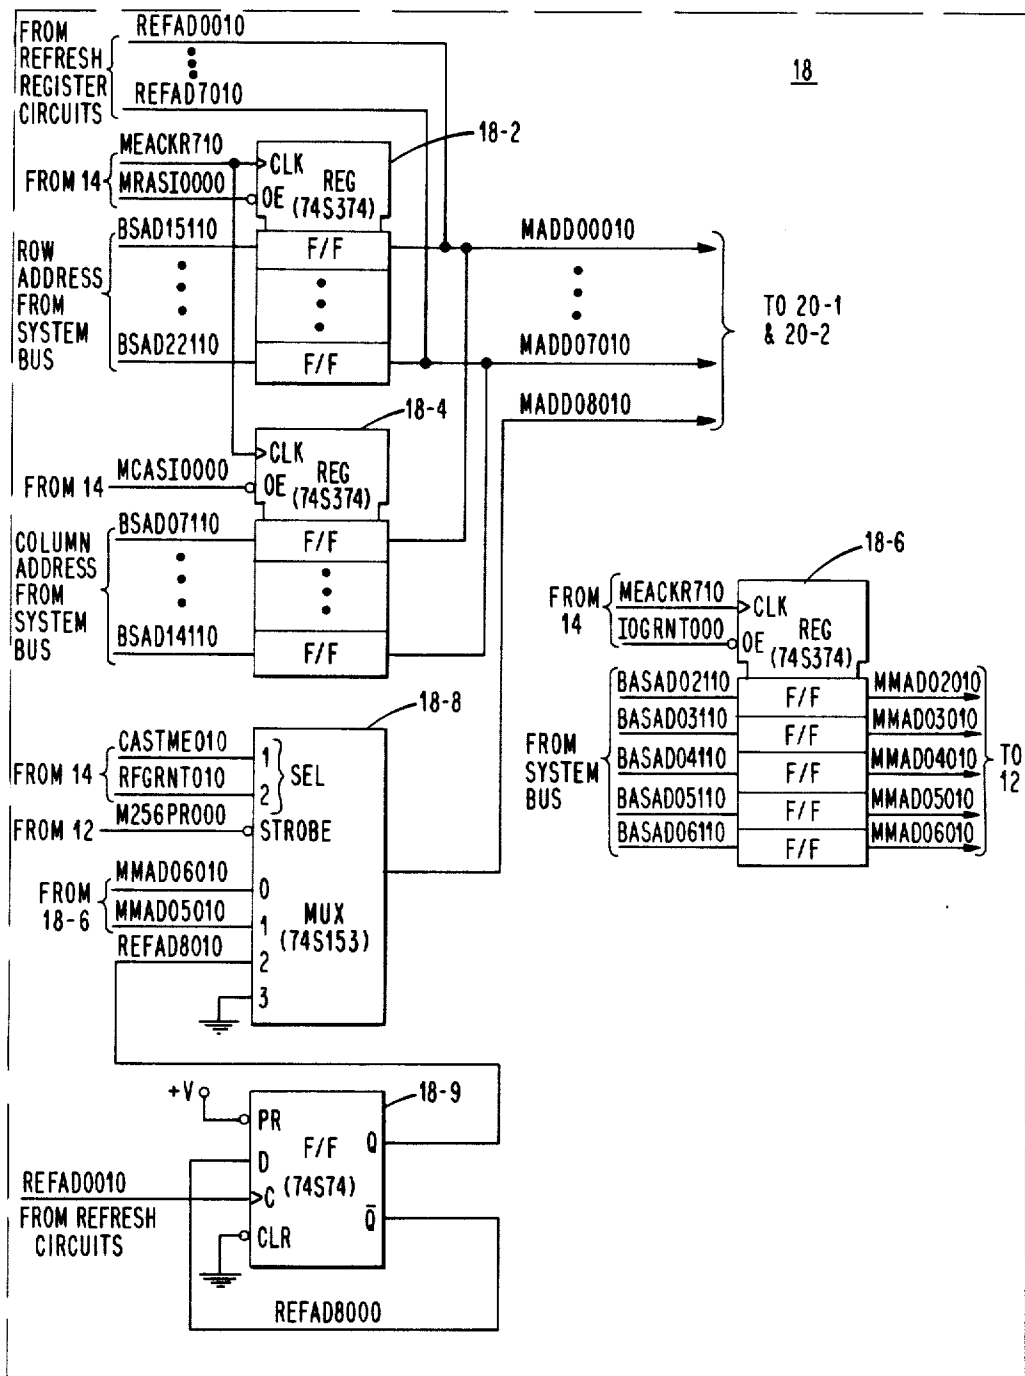 FROM
REFRESH
REGISTER
CIRCUITS
REFAD0010
REFAD7010
18
FROM 14
MEACKR710
MRASI0000
CLK
OE
REG
(74S374)
18-2
ROW
ADDRESS
FROM
SYSTEM
BUS
BSAD15110
BSAD22110
F/F
F/F
MADD00010
MADD07010
MADD08010
TO 20-1
& 20-2
18-4
FROM 14
MCASI0000
CLK
OE
REG
(74S374)
COLUMN
ADDRESS
FROM
SYSTEM
BUS
BSAD07110
BSAD14110
F/F
F/F
18-6
FROM
14
MEACKR710
IOGRNT000
CLK
OE
REG
(74S374)
FROM
SYSTEM
BUS
BASAD02110
F/F
MMAD02010
BASAD03110
F/F
MMAD03010
BASAD04110
F/F
MMAD04010
BASAD05110
F/F
MMAD05010
BASAD06110
F/F
MMAD06010
TO
12
18-8
FROM 14
CASTME010
RFGRNT010
1
2
SEL
FROM 12
M256PR000
STROBE
FROM
18-6
MMAD06010
MMAD05010
REFAD8010
0
1
2
3
MUX
(74S153)
18-9
+V
PR
D
C
CLR
F/F
(74S74)
Q
Q̅
REFAD0010
FROM REFRESH
CIRCUITS
REFAD8000